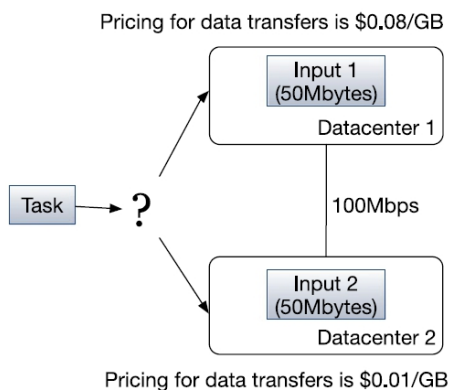 Pricing for data transfers is $0.08/GB
Input 1
(50Mbytes)
Datacenter 1
Task
?
100Mbps
Input 2
(50Mbytes)
Datacenter 2
Pricing for data transfers is $0.01/GB